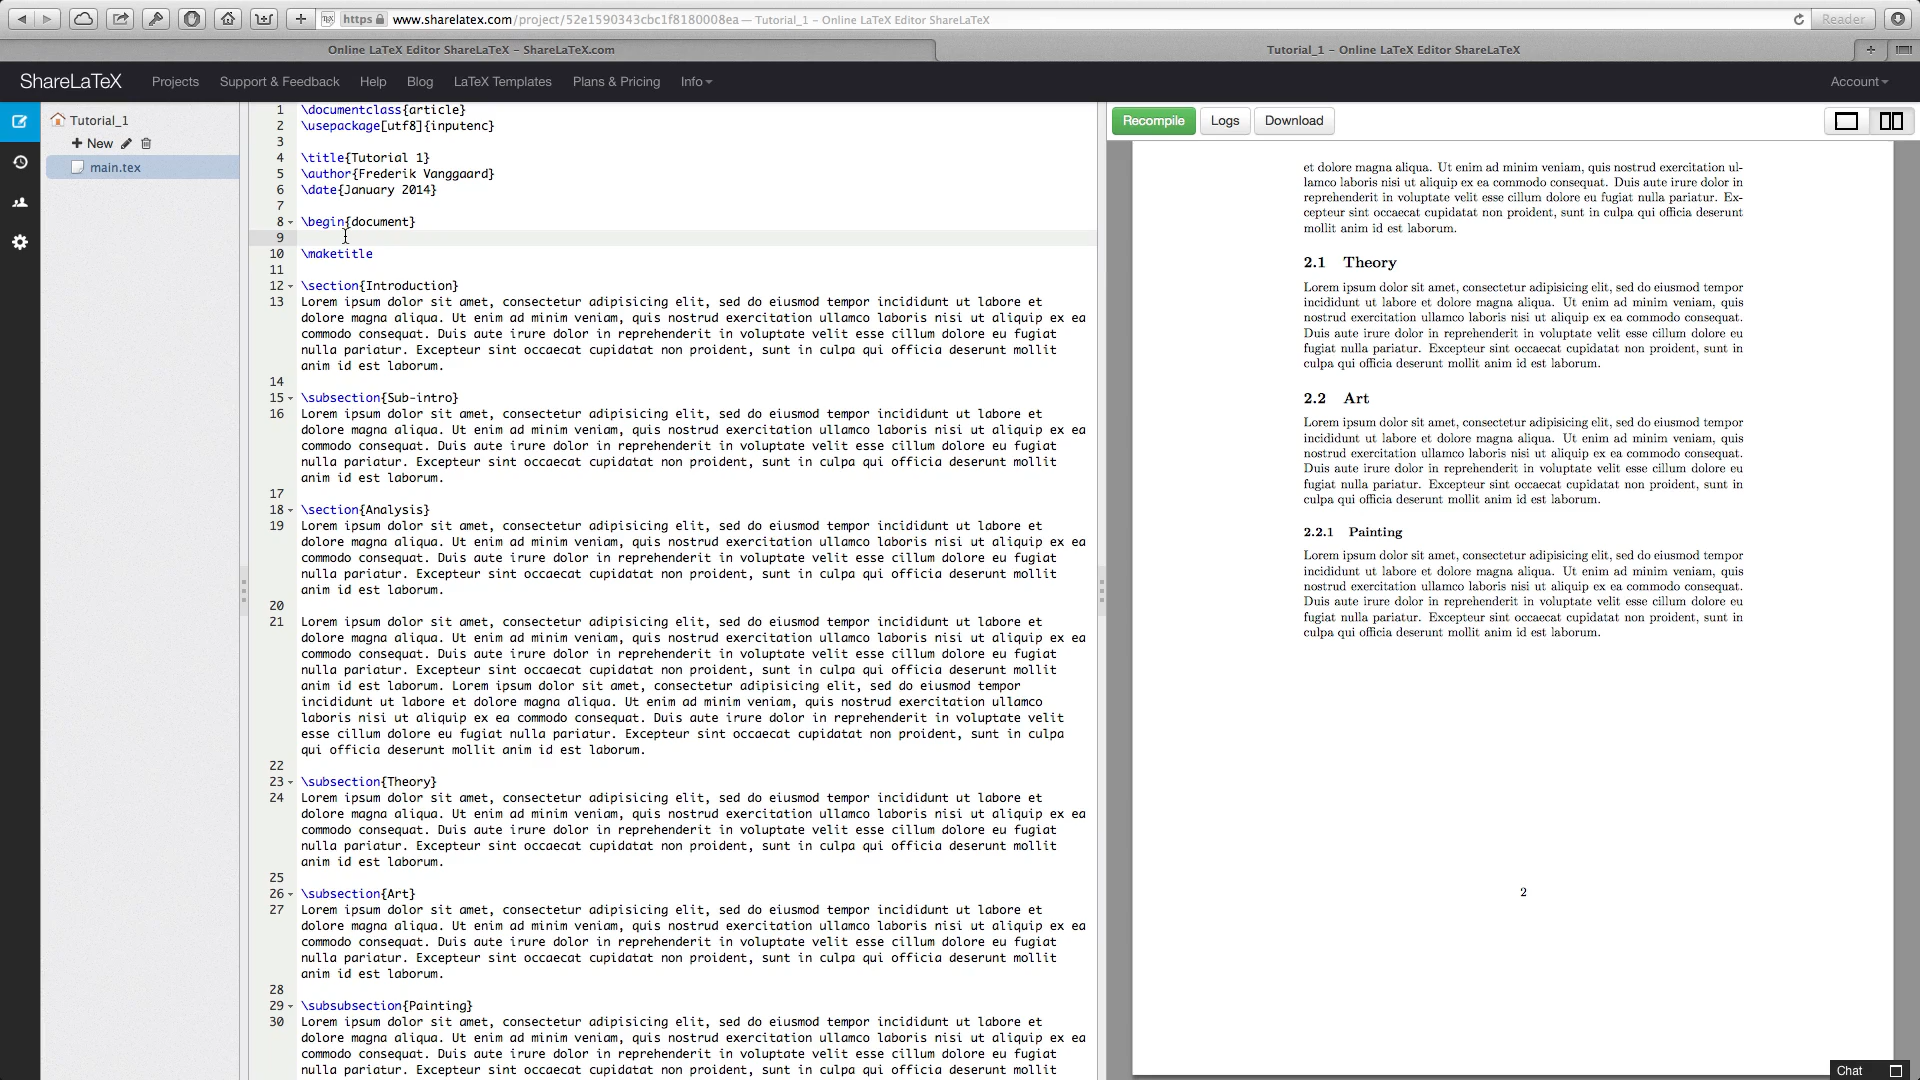 https www.sharelatex.com/project/52e1590343cbc1f8180008ea — Tutorial_1 – Online LaTeX Editor ShareLaTeX
Reader
Online LaTeX Editor ShareLaTeX – ShareLaTeX.com
Tutorial_1 – Online LaTeX Editor ShareLaTeX
ShareLaTeX Projects Support & Feedback Help Blog LaTeX Templates Plans & Pricing Info Account
Tutorial_1
New
main.tex
1 \documentclass{article}
2 \usepackage[utf8]{inputenc}
3
4 \title{Tutorial 1}
5 \author{Frederik Vanggaard}
6 \date{January 2014}
7
8 \begin{document}
9
10 \maketitle
11
12 \section{Introduction}
13 Lorem ipsum dolor sit amet, consectetur adipisicing elit, sed do eiusmod tempor incididunt ut labore et
dolore magna aliqua. Ut enim ad minim veniam, quis nostrud exercitation ullamco laboris nisi ut aliquip ex ea
commodo consequat. Duis aute irure dolor in reprehenderit in voluptate velit esse cillum dolore eu fugiat
nulla pariatur. Excepteur sint occaecat cupidatat non proident, sunt in culpa qui officia deserunt mollit
anim id est laborum.
14
15 \subsection{Sub-intro}
16 Lorem ipsum dolor sit amet, consectetur adipisicing elit, sed do eiusmod tempor incididunt ut labore et
dolore magna aliqua. Ut enim ad minim veniam, quis nostrud exercitation ullamco laboris nisi ut aliquip ex ea
commodo consequat. Duis aute irure dolor in reprehenderit in voluptate velit esse cillum dolore eu fugiat
nulla pariatur. Excepteur sint occaecat cupidatat non proident, sunt in culpa qui officia deserunt mollit
anim id est laborum.
17
18 \section{Analysis}
19 Lorem ipsum dolor sit amet, consectetur adipisicing elit, sed do eiusmod tempor incididunt ut labore et
dolore magna aliqua. Ut enim ad minim veniam, quis nostrud exercitation ullamco laboris nisi ut aliquip ex ea
commodo consequat. Duis aute irure dolor in reprehenderit in voluptate velit esse cillum dolore eu fugiat
nulla pariatur. Excepteur sint occaecat cupidatat non proident, sunt in culpa qui officia deserunt mollit
anim id est laborum.
20
21 Lorem ipsum dolor sit amet, consectetur adipisicing elit, sed do eiusmod tempor incididunt ut labore et
dolore magna aliqua. Ut enim ad minim veniam, quis nostrud exercitation ullamco laboris nisi ut aliquip ex ea
commodo consequat. Duis aute irure dolor in reprehenderit in voluptate velit esse cillum dolore eu fugiat
nulla pariatur. Excepteur sint occaecat cupidatat non proident, sunt in culpa qui officia deserunt mollit
anim id est laborum. Lorem ipsum dolor sit amet, consectetur adipisicing elit, sed do eiusmod tempor
incididunt ut labore et dolore magna aliqua. Ut enim ad minim veniam, quis nostrud exercitation ullamco
laboris nisi ut aliquip ex ea commodo consequat. Duis aute irure dolor in reprehenderit in voluptate velit
esse cillum dolore eu fugiat nulla pariatur. Excepteur sint occaecat cupidatat non proident, sunt in culpa
qui officia deserunt mollit anim id est laborum.
22
23 \subsection{Theory}
24 Lorem ipsum dolor sit amet, consectetur adipisicing elit, sed do eiusmod tempor incididunt ut labore et
dolore magna aliqua. Ut enim ad minim veniam, quis nostrud exercitation ullamco laboris nisi ut aliquip ex ea
commodo consequat. Duis aute irure dolor in reprehenderit in voluptate velit esse cillum dolore eu fugiat
nulla pariatur. Excepteur sint occaecat cupidatat non proident, sunt in culpa qui officia deserunt mollit
anim id est laborum.
25
26 \subsection{Art}
27 Lorem ipsum dolor sit amet, consectetur adipisicing elit, sed do eiusmod tempor incididunt ut labore et
dolore magna aliqua. Ut enim ad minim veniam, quis nostrud exercitation ullamco laboris nisi ut aliquip ex ea
commodo consequat. Duis aute irure dolor in reprehenderit in voluptate velit esse cillum dolore eu fugiat
nulla pariatur. Excepteur sint occaecat cupidatat non proident, sunt in culpa qui officia deserunt mollit
anim id est laborum.
28
29 \subsubsection{Painting}
30 Lorem ipsum dolor sit amet, consectetur adipisicing elit, sed do eiusmod tempor incididunt ut labore et
dolore magna aliqua. Ut enim ad minim veniam, quis nostrud exercitation ullamco laboris nisi ut aliquip ex ea
commodo consequat. Duis aute irure dolor in reprehenderit in voluptate velit esse cillum dolore eu fugiat
nulla pariatur. Excepteur sint occaecat cupidatat non proident, sunt in culpa qui officia deserunt mollit
Recompile Logs Download
et dolore magna aliqua. Ut enim ad minim veniam, quis nostrud exercitation ul-
lamco laboris nisi ut aliquip ex ea commodo consequat. Duis aute irure dolor in
reprehenderit in voluptate velit esse cillum dolore eu fugiat nulla pariatur. Ex-
cepteur sint occaecat cupidatat non proident, sunt in culpa qui officia deserunt
mollit anim id est laborum.
2.1 Theory
Lorem ipsum dolor sit amet, consectetur adipisicing elit, sed do eiusmod tempor
incididunt ut labore et dolore magna aliqua. Ut enim ad minim veniam, quis
nostrud exercitation ullamco laboris nisi ut aliquip ex ea commodo consequat.
Duis aute irure dolor in reprehenderit in voluptate velit esse cillum dolore eu
fugiat nulla pariatur. Excepteur sint occaecat cupidatat non proident, sunt in
culpa qui officia deserunt mollit anim id est laborum.
2.2 Art
Lorem ipsum dolor sit amet, consectetur adipisicing elit, sed do eiusmod tempor
incididunt ut labore et dolore magna aliqua. Ut enim ad minim veniam, quis
nostrud exercitation ullamco laboris nisi ut aliquip ex ea commodo consequat.
Duis aute irure dolor in reprehenderit in voluptate velit esse cillum dolore eu
fugiat nulla pariatur. Excepteur sint occaecat cupidatat non proident, sunt in
culpa qui officia deserunt mollit anim id est laborum.
2.2.1 Painting
Lorem ipsum dolor sit amet, consectetur adipisicing elit, sed do eiusmod tempor
incididunt ut labore et dolore magna aliqua. Ut enim ad minim veniam, quis
nostrud exercitation ullamco laboris nisi ut aliquip ex ea commodo consequat.
Duis aute irure dolor in reprehenderit in voluptate velit esse cillum dolore eu
fugiat nulla pariatur. Excepteur sint occaecat cupidatat non proident, sunt in
culpa qui officia deserunt mollit anim id est laborum.
2
Chat